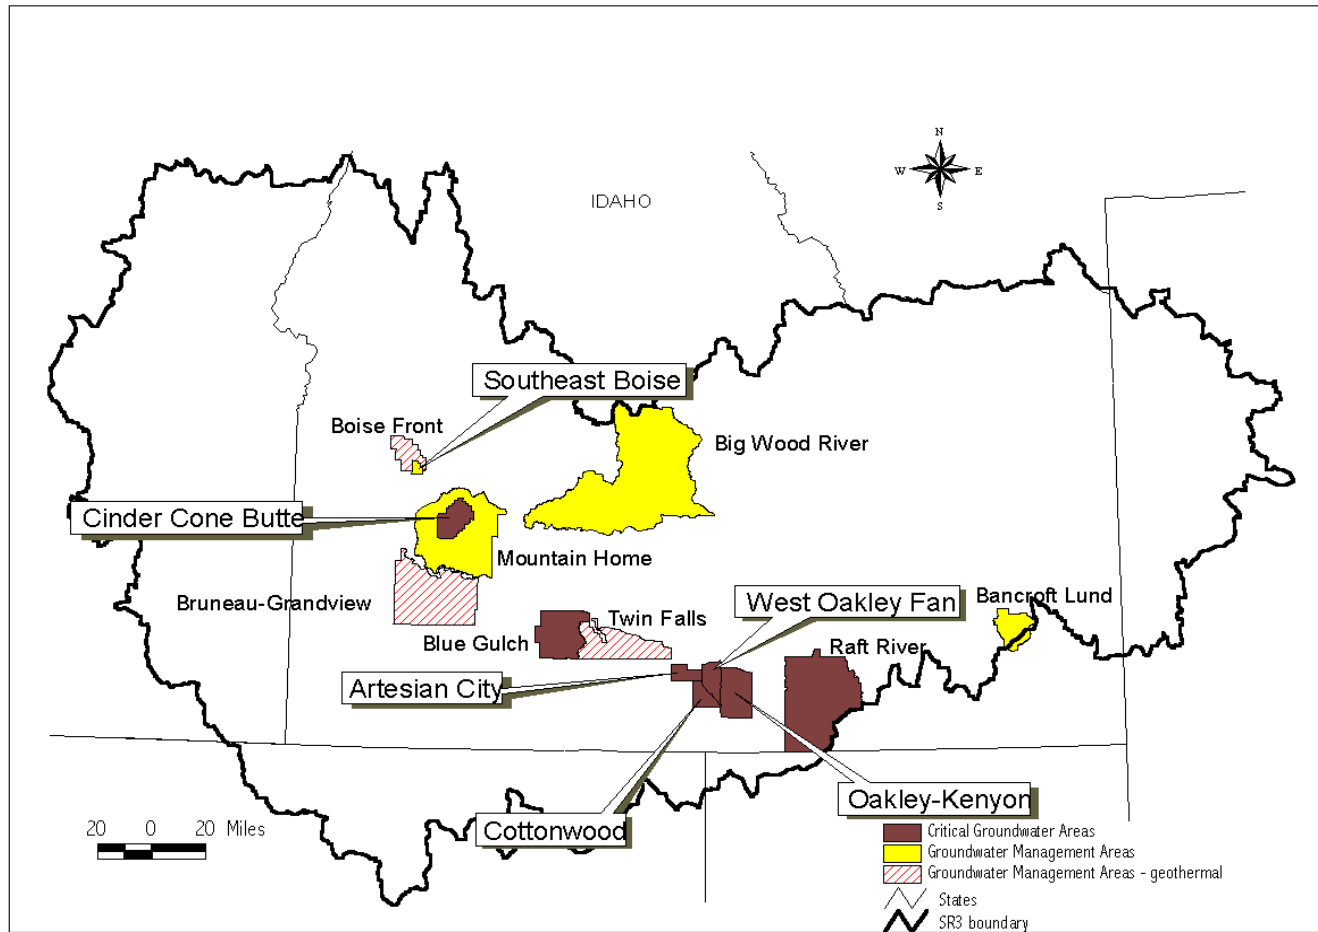 N
W
E
S
IDAHO
Southeast Boise
Boise Front
Big Wood River
Cinder Cone Butte
Mountain Home
Bruneau-Grandview
West Oakley Fan
Bancroft Lund
Twin Falls
Blue Gulch
Raft River
Artesian City
Oakley-Kenyon
Cottonwood
20 0 20 Miles
Critical Groundwater Areas
Groundwater Management Areas
Groundwater Management Areas - geothermal
States
SR3 boundary